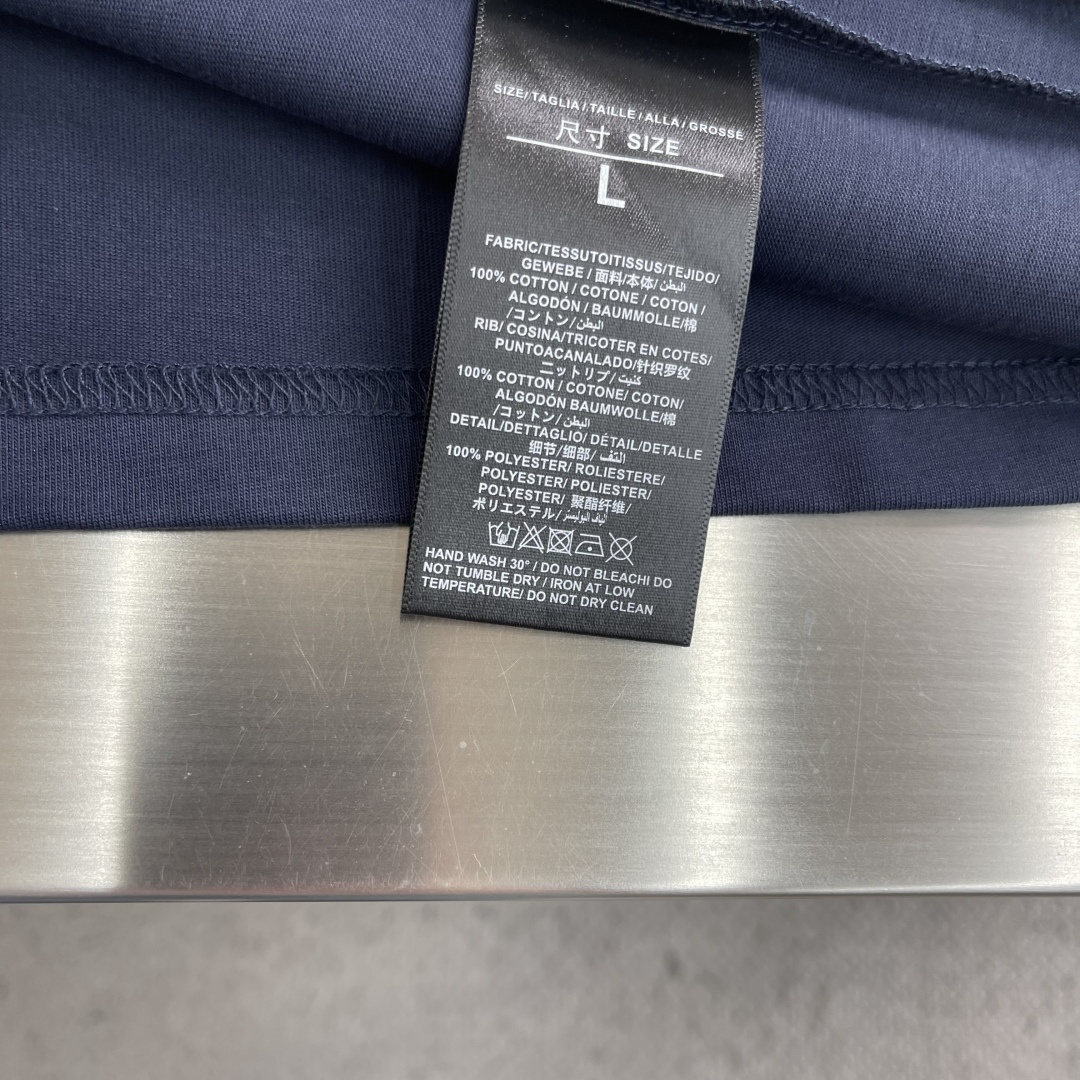 SIZE/ TAGLIA / TAILLE / ALLA / GROSSE
尺寸 SIZE
L
FABRIC/TESSUTOITISSUS/TEJIDO/
GEWEBE / 面料/本体/ البطن
100% COTTON / COTONE / COTON /
ALGODÓN / BAUMMOLLE/棉
/コントン/ البطن
RIB/ COSINA/TRICOTER EN COTES/
PUNTOACANALADO/针织罗纹
ニットリブ/ كنيت
100% COTTON / COTONE/ COTON/
ALGODÓN BAUMWOLLE/棉
/コットン/ البطن
DETAIL/DETTAGLIO/ DÉTAIL/DETALLE
细节/细部/ التف
100% POLYESTER/ ROLIESTERE/
POLYESTER/ POLIESTER/
POLYESTER/ 聚酯纤维/
ポリエステル/ ألياف البوليستر
HAND WASH 30° / DO NOT BLEACHI DO
NOT TUMBLE DRY / IRON AT LOW
TEMPERATURE/ DO NOT DRY CLEAN